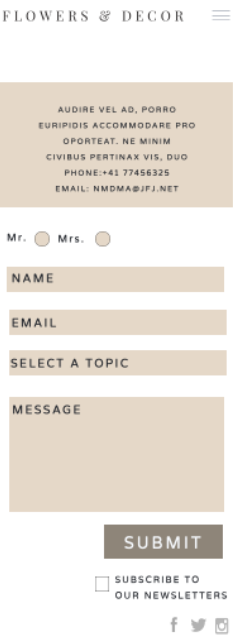 FLOWERS & DECOR
AUDIRE VEL AD, PORRO
EURIPIDIS ACCOMMODARE PRO
OPORTEAT. NE MINIM
CIVIBUS PERTINAX VIS, DUO
PHONE:+41 77456325
EMAIL: NMDMA@JFJ.NET
Mr. Mrs.
NAME
EMAIL
SELECT A TOPIC
MESSAGE
SUBMIT
SUBSCRIBE TO
OUR NEWSLETTERS